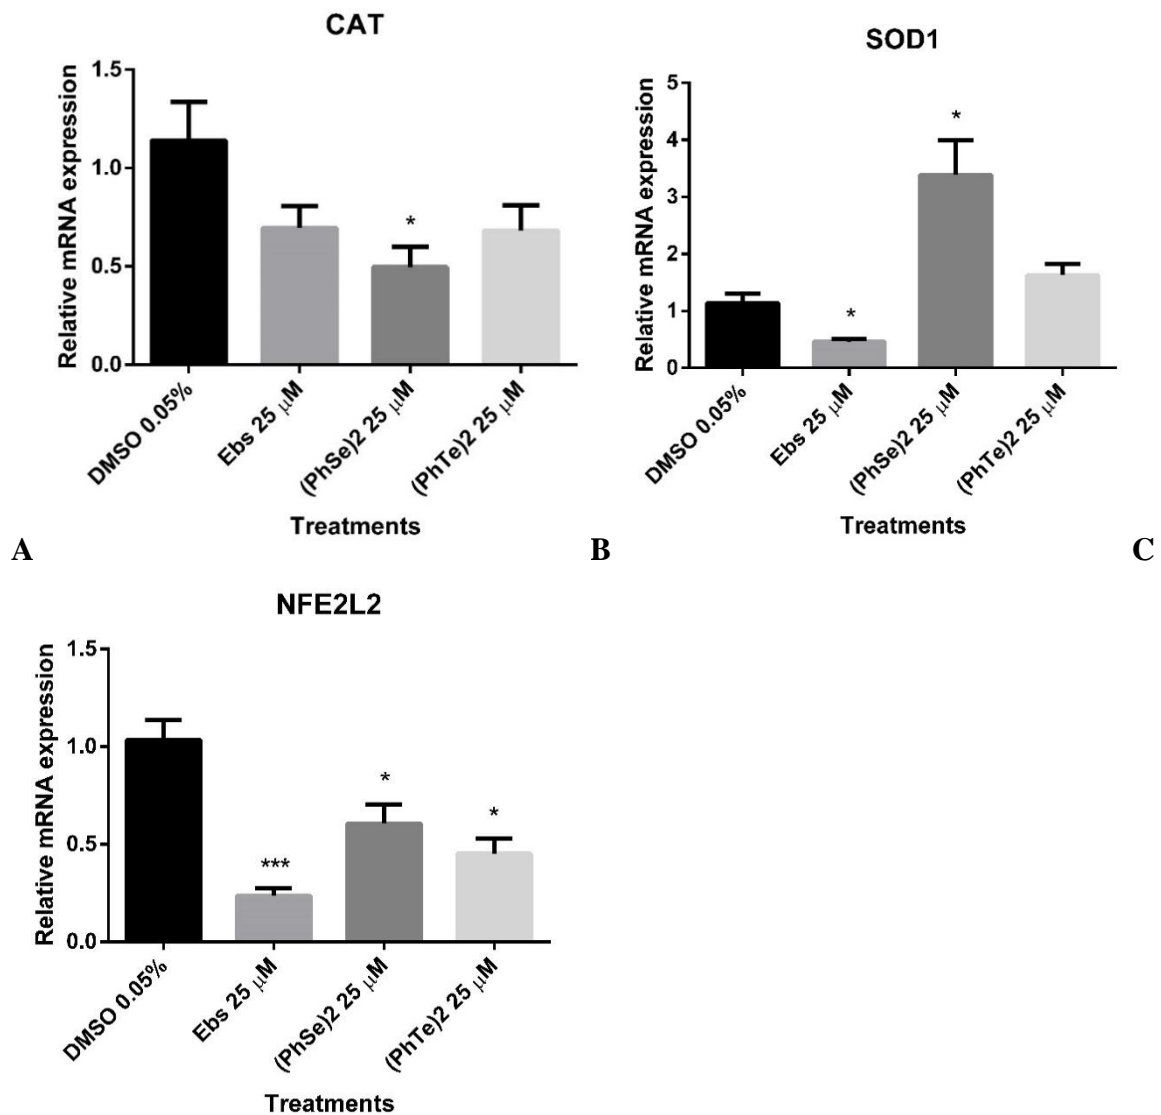 CAT
Relative mRNA expression
1.5
1.0
0.5
0.0
*
DMSO 0.05%
Ebs 25 μM
(PhSe)2 25 μM
(PhTe)2 25 μM
Treatments
A
SOD1
Relative mRNA expression
5
4
3
2
1
0
*
*
DMSO 0.05%
Ebs 25 μM
(PhSe)2 25 μM
(PhTe)2 25 μM
Treatments
B
C
NFE2L2
Relative mRNA expression
1.5
1.0
0.5
0.0
***
*
*
DMSO 0.05%
Ebs 25 μM
(PhSe)2 25 μM
(PhTe)2 25 μM
Treatments